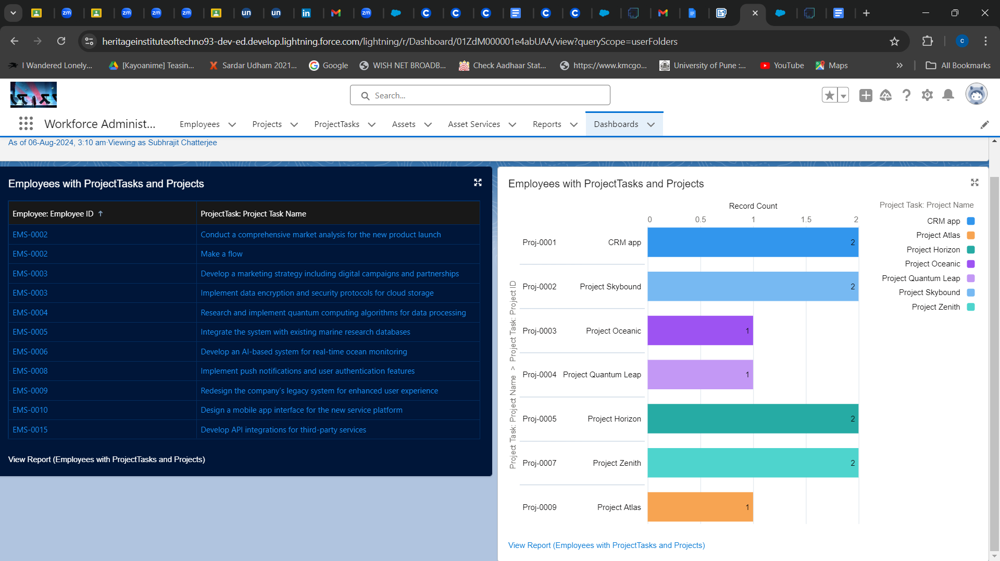 zm zm zm zm un un in zm C C C C C
heritageinstituteoftechno93-dev-ed.develop.lightning.force.com/lightning/r/Dashboard/01ZdM000001e4abUAA/view?queryScope=userFolders
C
I Wandered Lonely...
[Kayoanime] Teasin...
Sardar Udham 2021...
Google
WISH NET BROADB...
Check Aadhaar Stat...
https://www.kmcgo...
University of Pune :...
YouTube
Maps
All Bookmarks
Search...
Workforce Administ...
Employees
Projects
ProjectTasks
Assets
Asset Services
Reports
Dashboards
As of 06-Aug-2024, 3:10 am·Viewing as Subhrajit Chatterjee
Employees with ProjectTasks and Projects
Employee: Employee ID ↑ ProjectTask: Project Task Name
EMS-0002 Conduct a comprehensive market analysis for the new product launch
EMS-0002 Make a flow
EMS-0003 Develop a marketing strategy including digital campaigns and partnerships
EMS-0003 Implement data encryption and security protocols for cloud storage
EMS-0004 Research and implement quantum computing algorithms for data processing
EMS-0005 Integrate the system with existing marine research databases
EMS-0006 Develop an AI-based system for real-time ocean monitoring
EMS-0008 Implement push notifications and user authentication features
EMS-0009 Redesign the company's legacy system for enhanced user experience
EMS-0010 Design a mobile app interface for the new service platform
EMS-0015 Develop API integrations for third-party services
View Report (Employees with ProjectTasks and Projects)
Employees with ProjectTasks and Projects
Record Count
0 0.5 1 1.5 2
Project Task: Project Name > Project Task: Project ID
Proj-0001 CRM app 2
Proj-0002 Project Skybound 2
Proj-0003 Project Oceanic 1
Proj-0004 Project Quantum Leap 1
Proj-0005 Project Horizon 2
Proj-0007 Project Zenith 2
Proj-0009 Project Atlas 1
Project Task: Project Name
CRM app
Project Atlas
Project Horizon
Project Oceanic
Project Quantum Leap
Project Skybound
Project Zenith
View Report (Employees with ProjectTasks and Projects)